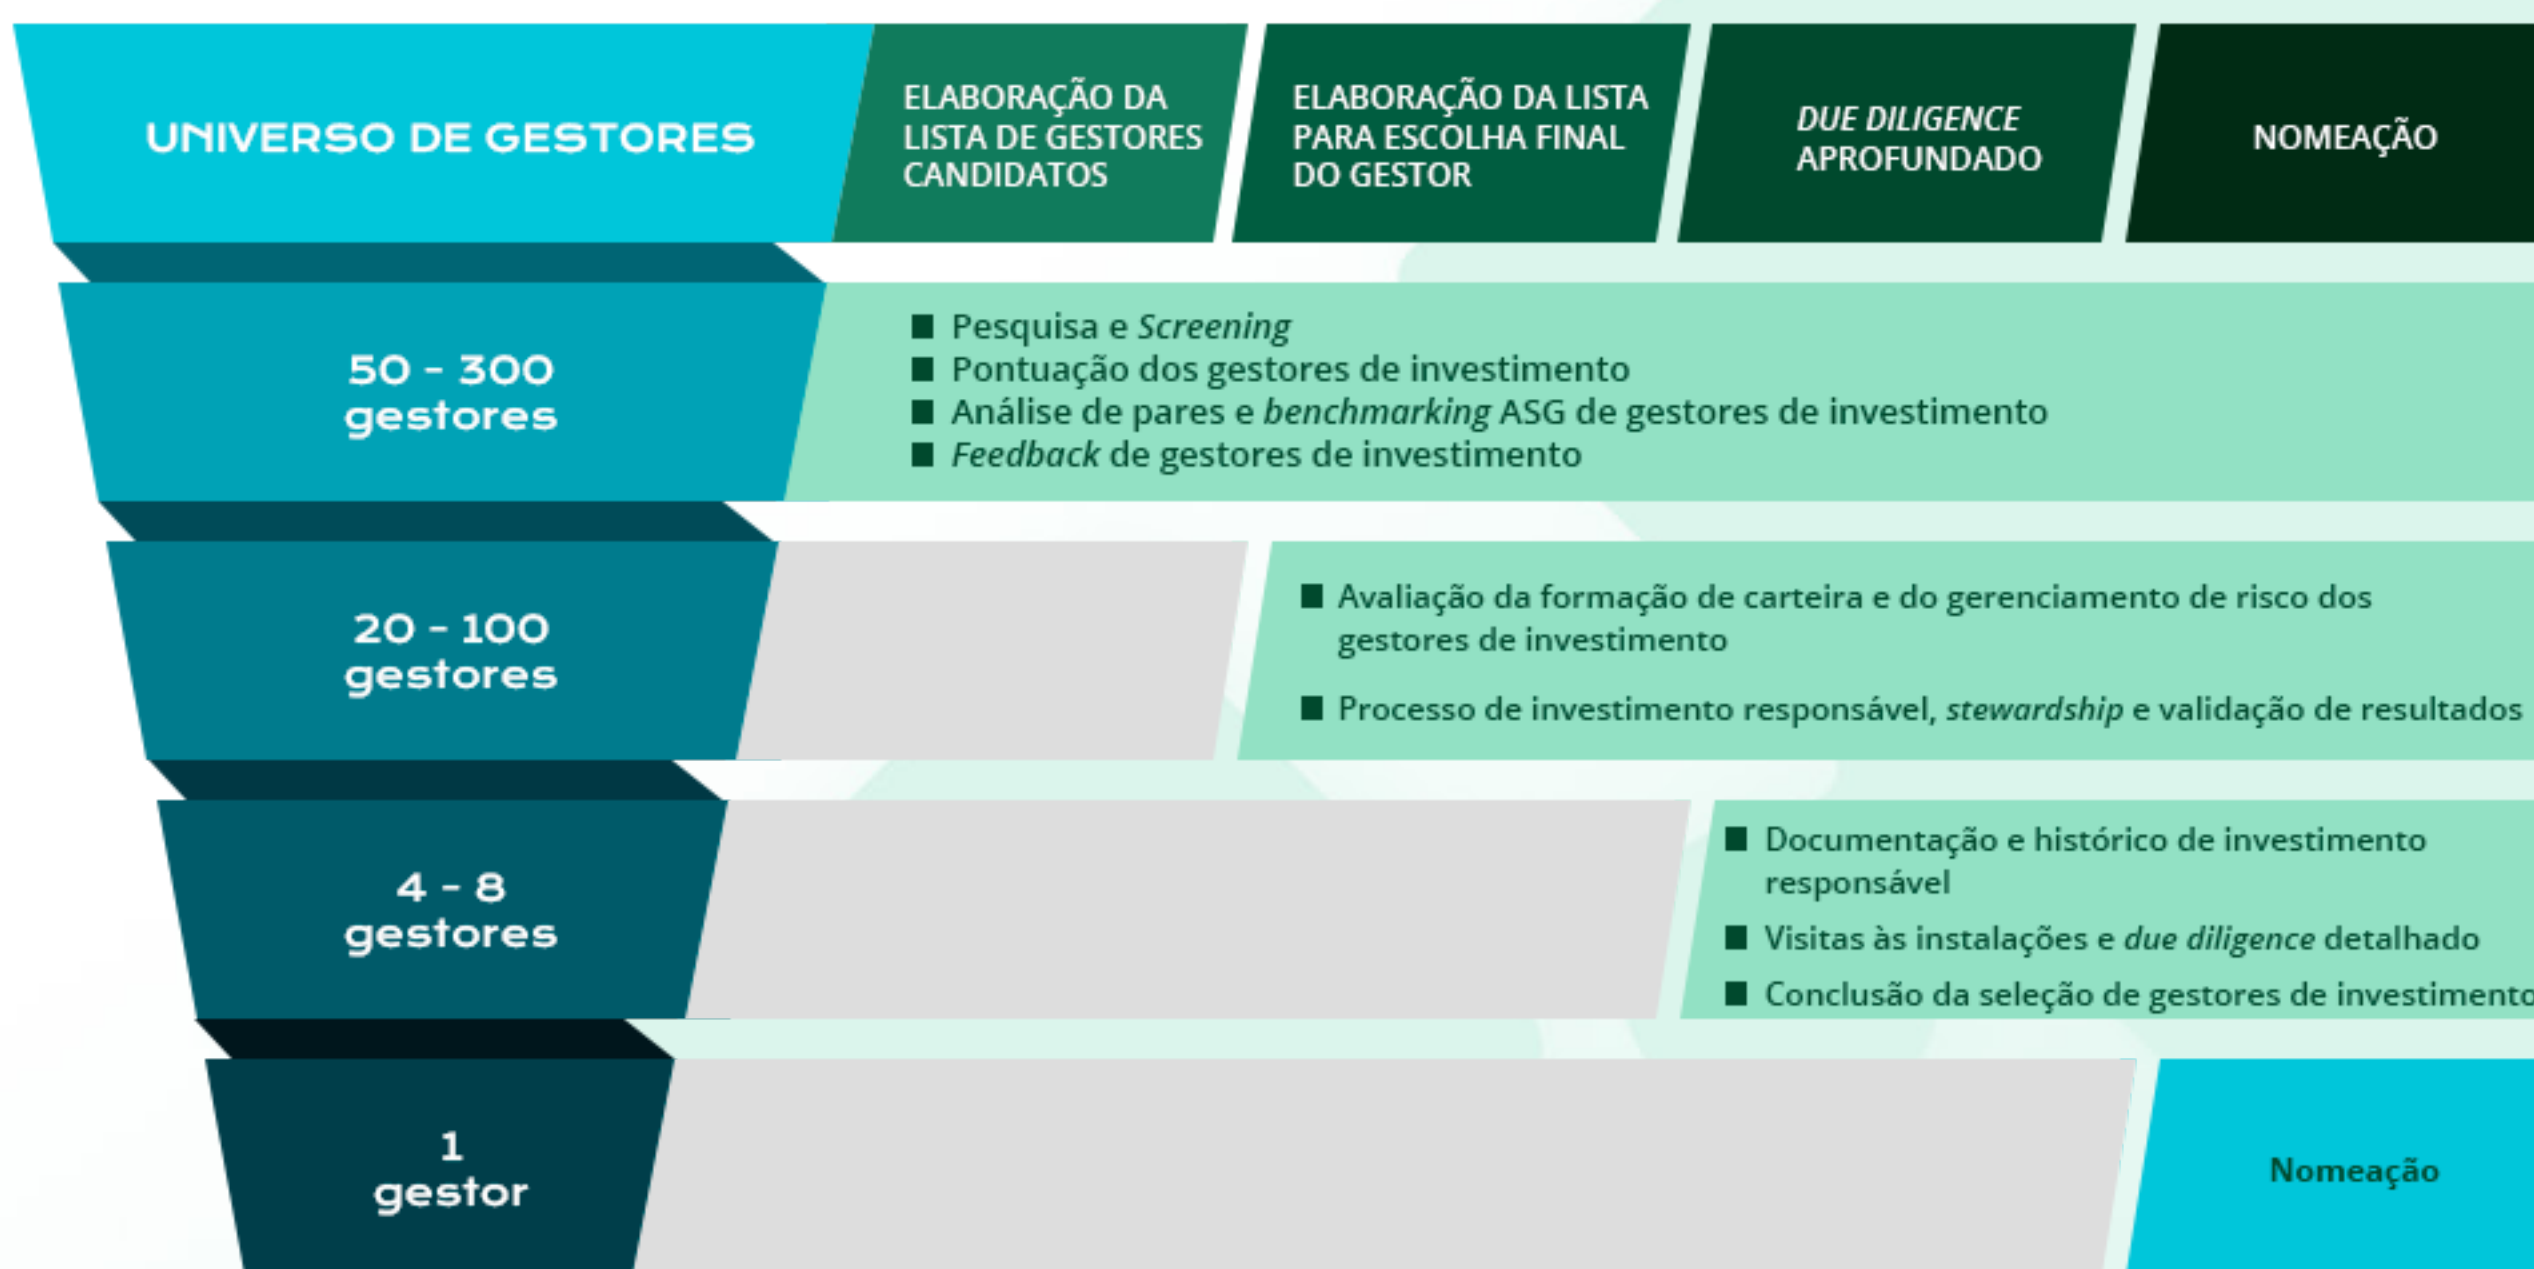 UNIVERSO DE GESTORES
ELABORAÇÃO DA
LISTA DE GESTORES
CANDIDATOS
ELABORAÇÃO DA LISTA
PARA ESCOLHA FINAL
DO GESTOR
DUE DILIGENCE
APROFUNDADO
NOMEAÇÃO
50 - 300
gestores
■ Pesquisa e Screening
■ Pontuação dos gestores de investimento
■ Análise de pares e benchmarking ASG de gestores de investimento
■ Feedback de gestores de investimento
20 - 100
gestores
■ Avaliação da formação de carteira e do gerenciamento de risco dos
gestores de investimento
■ Processo de investimento responsável, stewardship e validação de resultados
4 - 8
gestores
■ Documentação e histórico de investimento
responsável
■ Visitas às instalações e due diligence detalhado
■ Conclusão da seleção de gestores de investimento
1
gestor
Nomeação